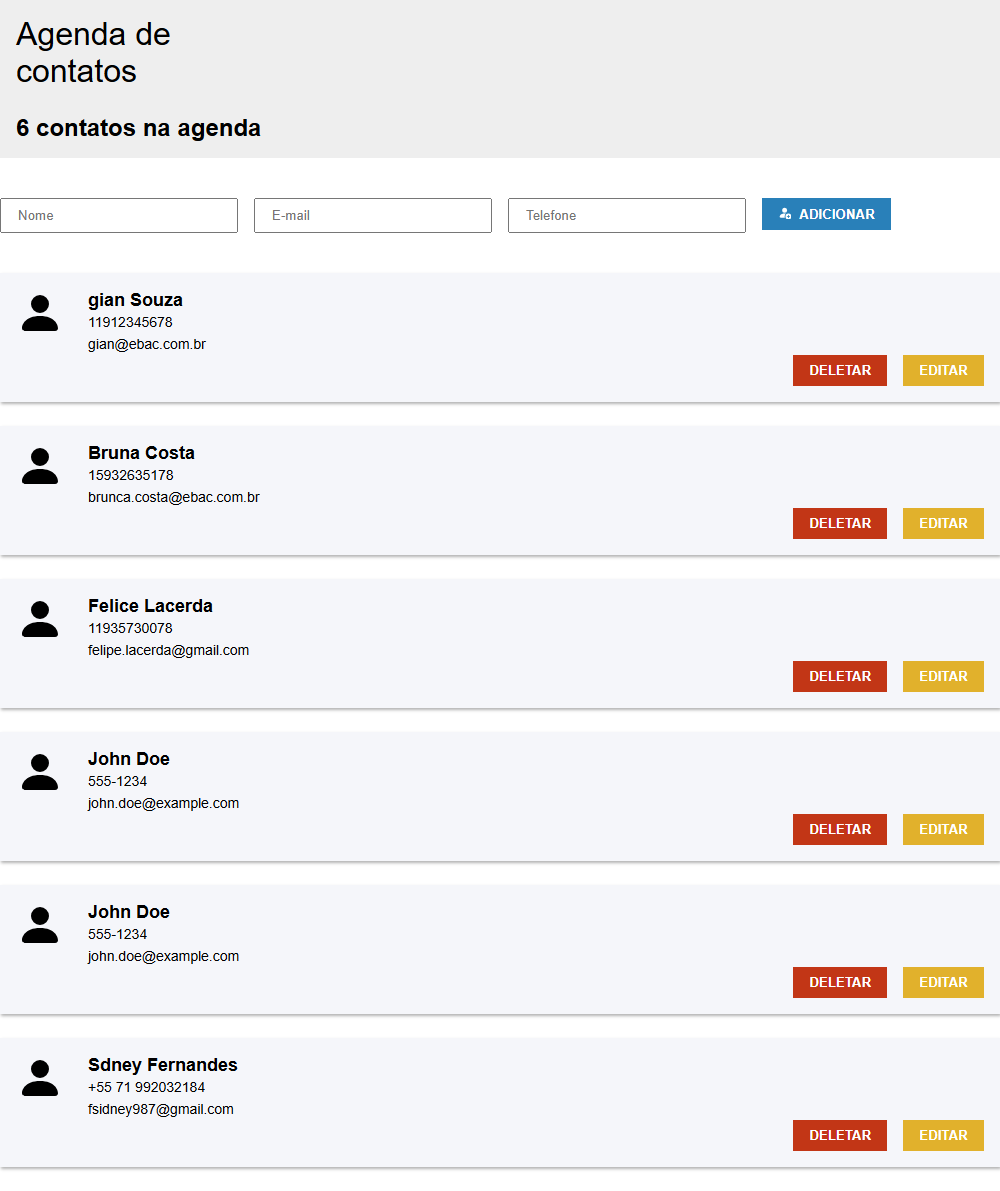 Agenda de
contatos
6 contatos na agenda
Nome E-mail Telefone ADICIONAR
gian Souza
11912345678
gian@ebac.com.br
DELETAR EDITAR
Bruna Costa
15932635178
brunca.costa@ebac.com.br
DELETAR EDITAR
Felice Lacerda
11935730078
felipe.lacerda@gmail.com
DELETAR EDITAR
John Doe
555-1234
john.doe@example.com
DELETAR EDITAR
John Doe
555-1234
john.doe@example.com
DELETAR EDITAR
Sdney Fernandes
+55 71 992032184
fsidney987@gmail.com
DELETAR EDITAR